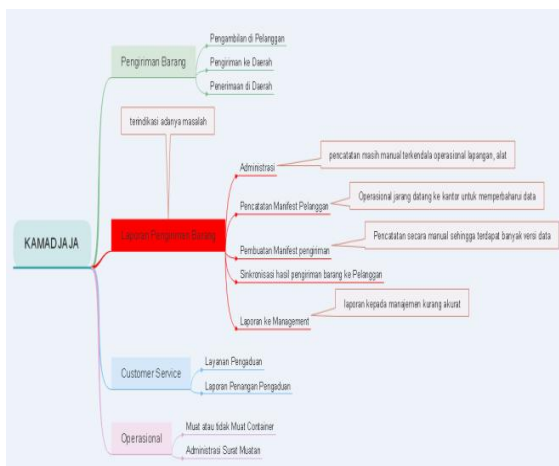 Pengiriman Barang
Pengambilan di Pelanggan
Pengiriman ke Daerah
Penerimaan di Daerah
terindikasi adanya masalah
KAMADJAJA
Laporan Pengiriman Barang
Administrasi
pencatatan masih manual terkendala operasional lapangan, alat
Pencatatan Manifest Pelanggan
Operasional jarang datang ke kantor untuk memperbaharui data
Pembuatan Manifest pengiriman
Pencatatan secara manual sehingga terdapat banyak versi data
Sinkronisasi hasil pengiriman barang ke Pelanggan
Laporan ke Management
laporan kepada manajemen kurang akurat
Customer Service
Layanan Pengaduan
Laporan Penangan Pengaduan
Operasional
Muat atau tidak Muat Container
Administrasi Surat Muatan